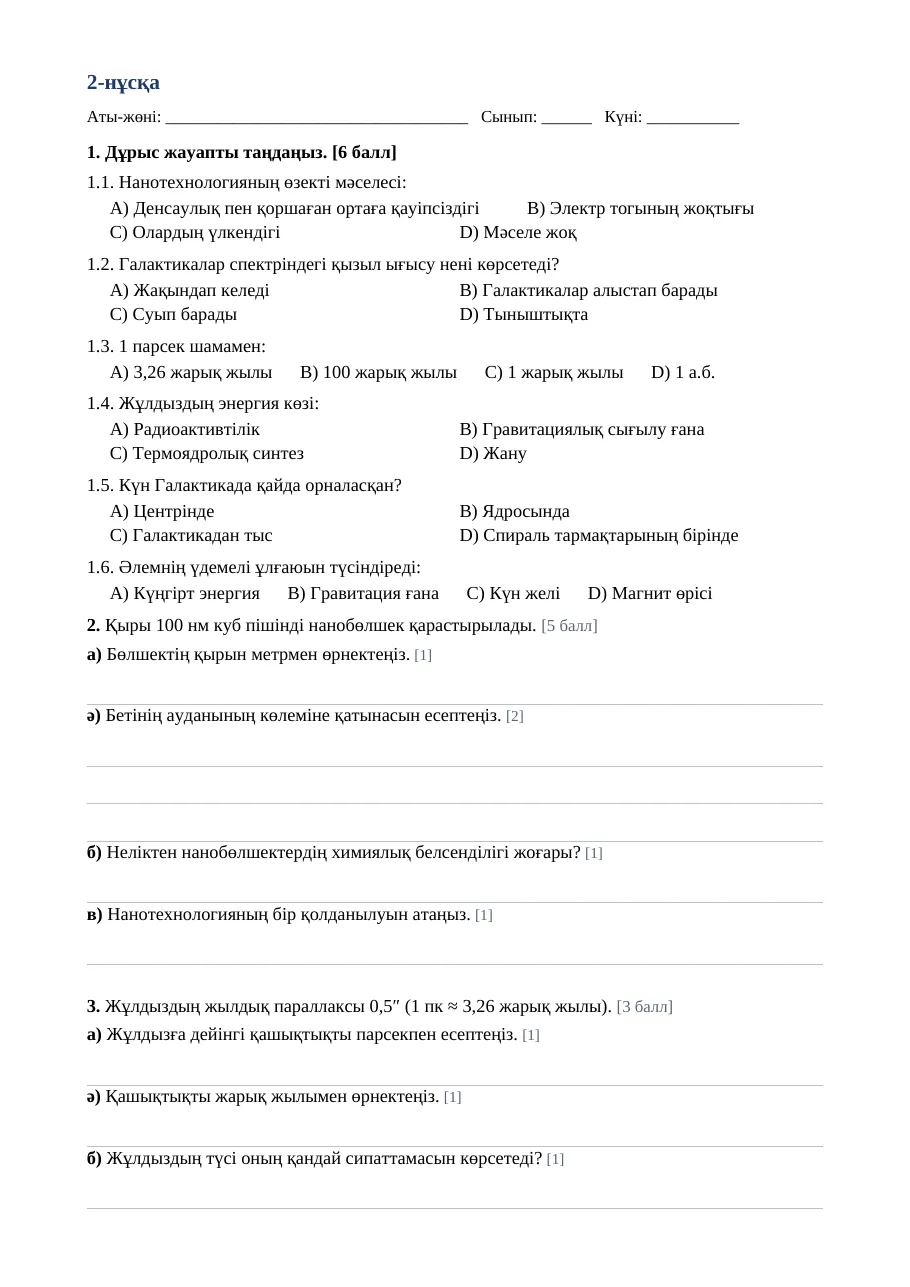 2-нұсқа
Аты-жөні: ____________________________________ Сынып: ______ Күні: ___________
1. Дұрыс жауапты таңдаңыз. [6 балл]
1.1. Нанотехнологияның өзекті мәселесі:
A) Денсаулық пен қоршаған ортаға қауіпсіздігі B) Электр тогының жоқтығы
C) Олардың үлкендігі D) Мәселе жоқ
1.2. Галактикалар спектріндегі қызыл ығысу нені көрсетеді?
A) Жақындап келеді B) Галактикалар алыстап барады
C) Суып барады D) Тыныштықта
1.3. 1 парсек шамамен:
A) 3,26 жарық жылы B) 100 жарық жылы C) 1 жарық жылы D) 1 а.б.
1.4. Жұлдыздың энергия көзі:
A) Радиоактивтілік B) Гравитациялық сығылу ғана
C) Термоядролық синтез D) Жану
1.5. Күн Галактикада қайда орналасқан?
A) Центрінде B) Ядросында
C) Галактикадан тыс D) Спираль тармақтарының бірінде
1.6. Әлемнің үдемелі ұлғаюын түсіндіреді:
A) Күңгірт энергия B) Гравитация ғана C) Күн желі D) Магнит өрісі
2. Қыры 100 нм куб пішінді нанобөлшек қарастырылады. [5 балл]
а) Бөлшектің қырын метрмен өрнектеңіз. [1]
ә) Бетінің ауданының көлеміне қатынасын есептеңіз. [2]
б) Неліктен нанобөлшектердің химиялық белсенділігі жоғары? [1]
в) Нанотехнологияның бір қолданылуын атаңыз. [1]
3. Жұлдыздың жылдық параллаксы 0,5″ (1 пк ≈ 3,26 жарық жылы). [3 балл]
а) Жұлдызға дейінгі қашықтықты парсекпен есептеңіз. [1]
ә) Қашықтықты жарық жылымен өрнектеңіз. [1]
б) Жұлдыздың түсі оның қандай сипаттамасын көрсетеді? [1]